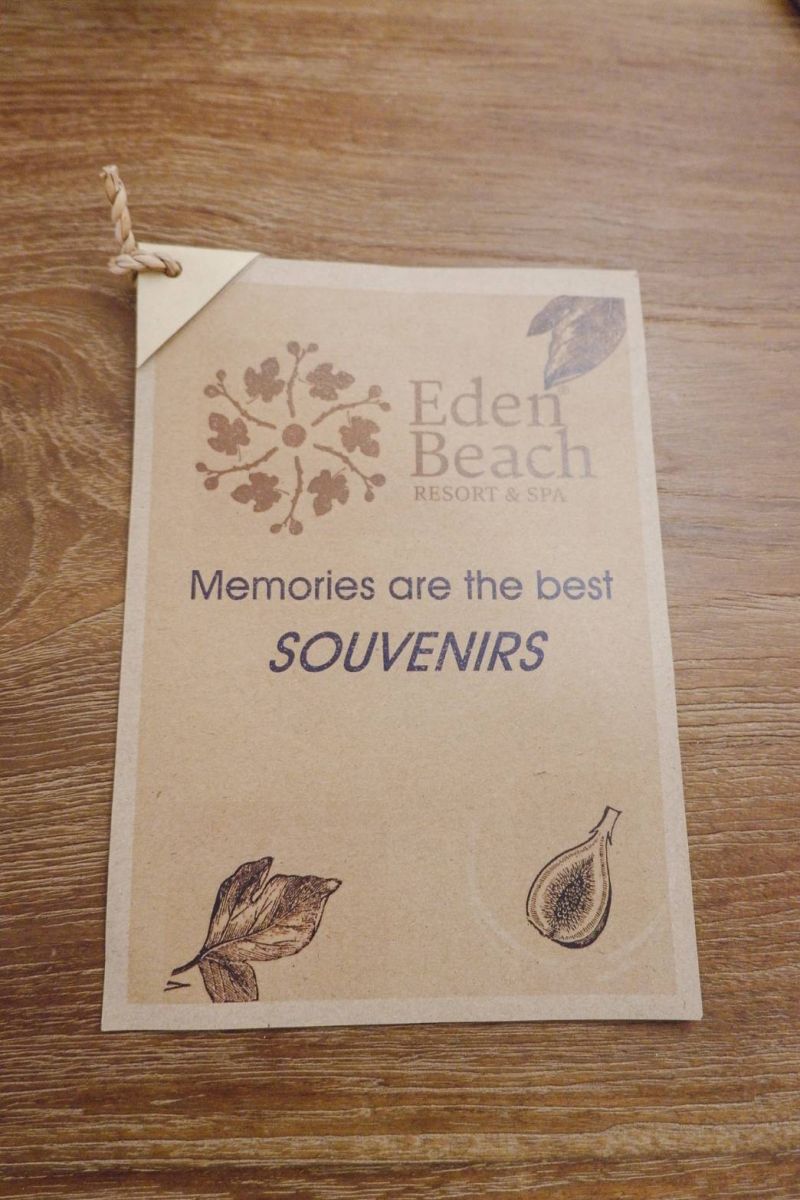 Eden
Beach
RESORT & SPA
Memories are the best
SOUVENIRS